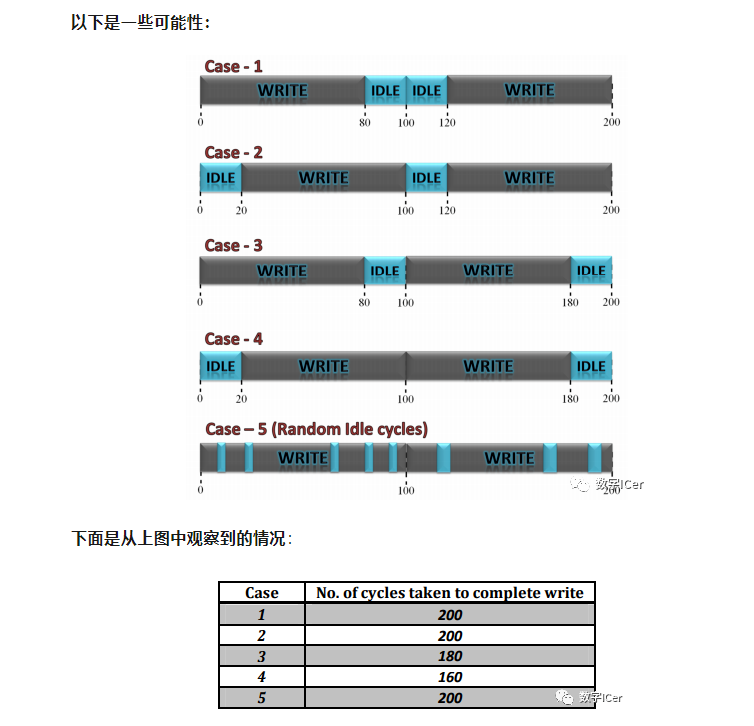 以下是一些可能性：
Case - 1
WRITE IDLE IDLE WRITE
0 80 100 120 200
Case - 2
IDLE WRITE IDLE WRITE
0 20 100 120 200
Case - 3
WRITE IDLE WRITE IDLE
0 80 100 180 200
Case - 4
IDLE WRITE WRITE IDLE
0 20 100 180 200
Case – 5 (Random Idle cycles)
WRITE WRITE
数字ICer
0 100 200
下面是从上图中观察到的情况：
Case No. of cycles taken to complete write
1 200
2 200
3 180
4 160
5 200
数字ICer